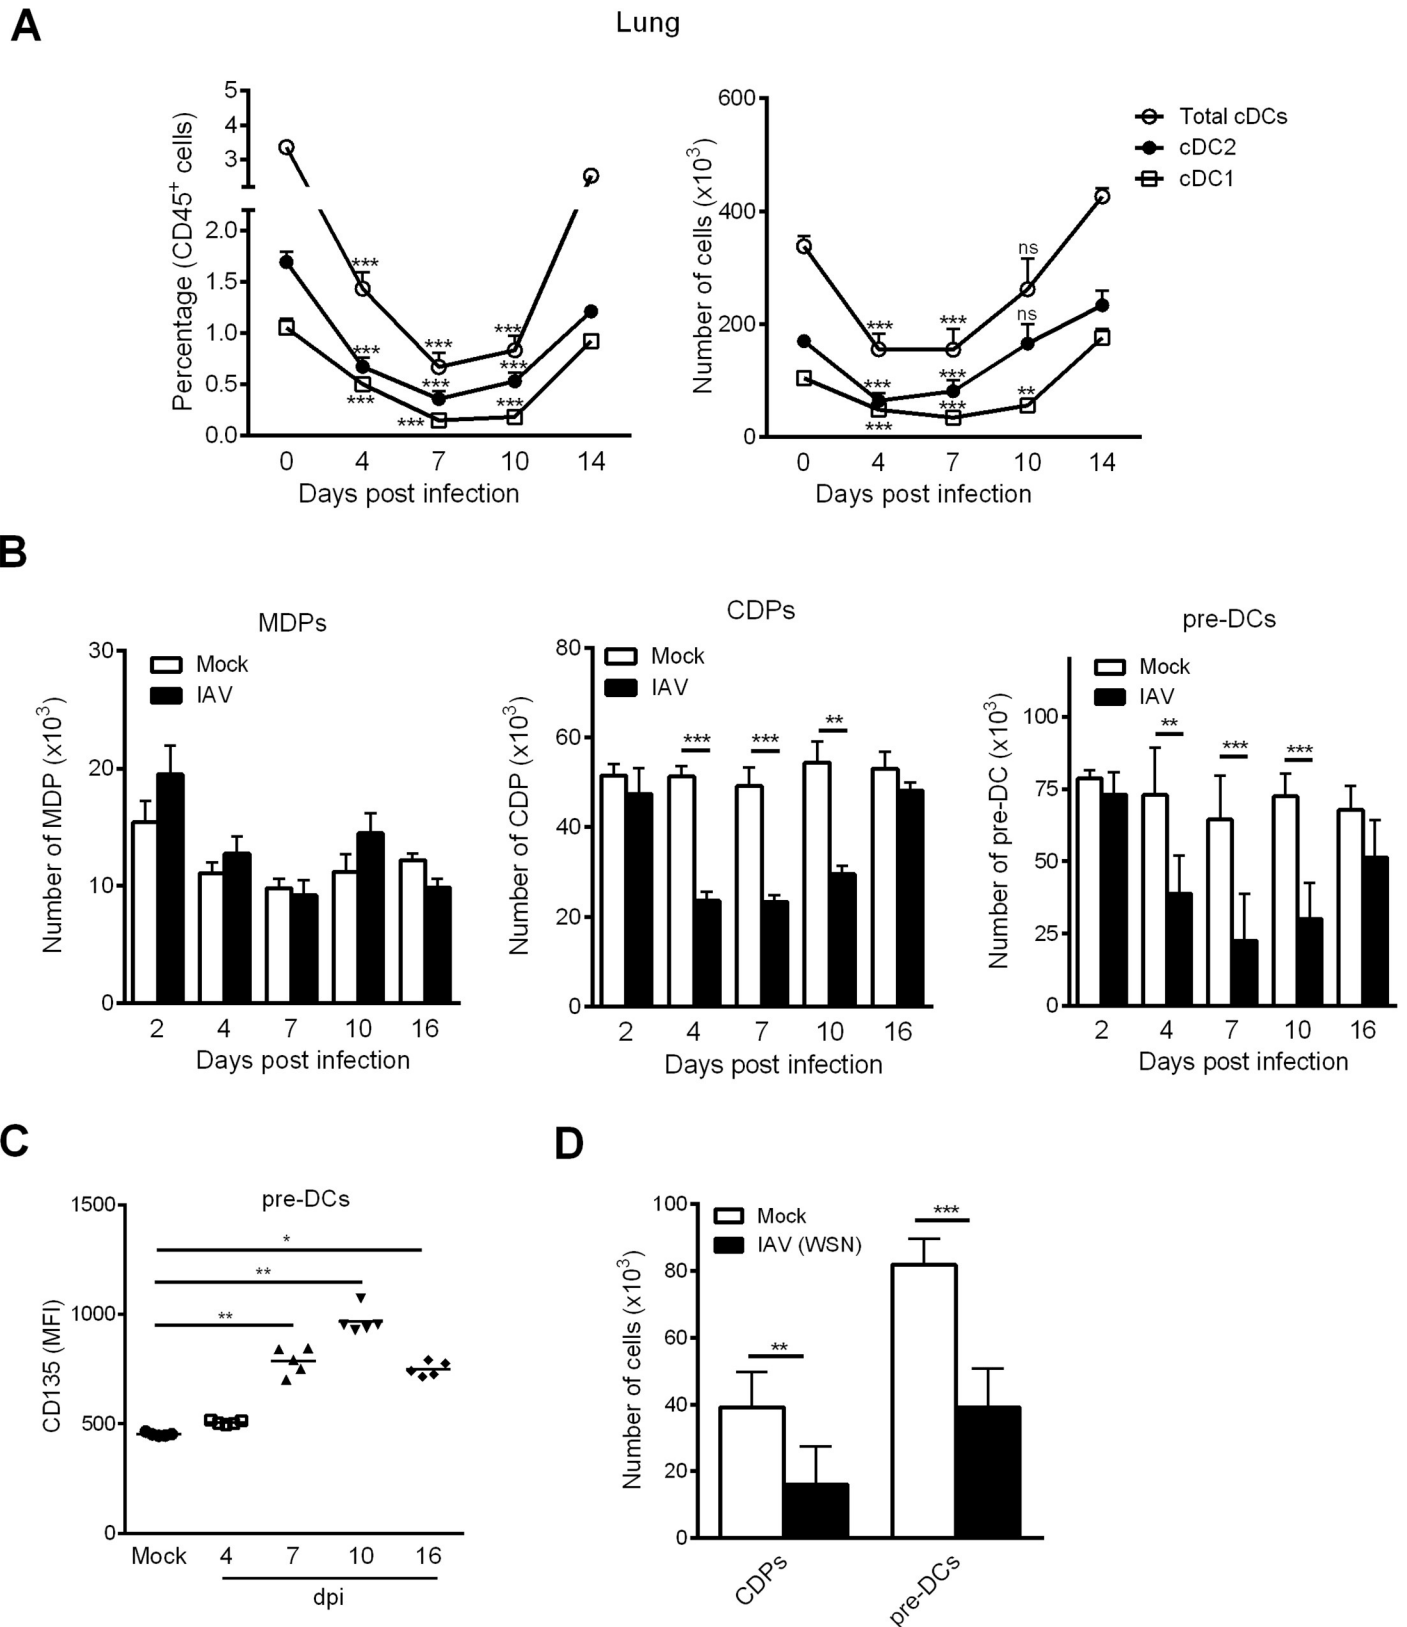 A
Lung
Percentage (CD45+ cells)
5
4
3
2.0
1.5
1.0
0.5
0.0
***
***
***
***
***
***
***
***
***
0 4 7 10 14
Days post infection
Number of cells (x10³)
600
400
200
0
ns
***
***
ns
***
***
**
***
***
0 4 7 10 14
Days post infection
Total cDCs
cDC2
cDC1
B
MDPs
Mock
IAV
Number of MDP (x10³)
30
20
10
0
2 4 7 10 16
Days post infection
CDPs
Mock
IAV
Number of CDP (x10³)
80
60
40
20
0
*** *** **
2 4 7 10 16
Days post infection
pre-DCs
Mock
IAV
Number of pre-DC (x10³)
100
75
50
25
0
** *** ***
2 4 7 10 16
Days post infection
C
pre-DCs
CD135 (MFI)
1500
1000
500
0
*
**
**
Mock 4 7 10 16
dpi
D
Mock
IAV (WSN)
Number of cells (x10³)
100
80
60
40
20
0
**
***
CDPs
pre-DCs